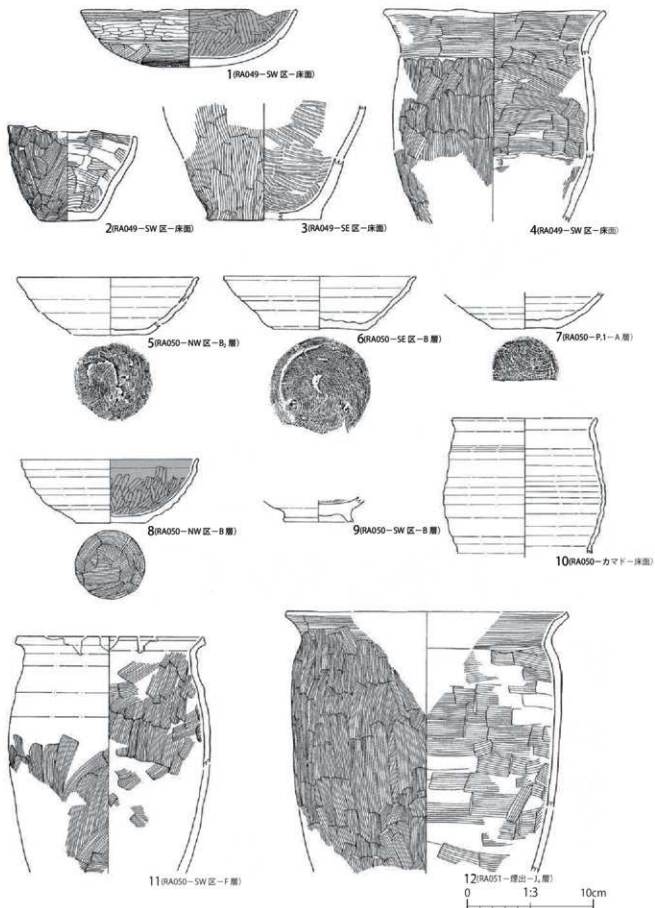 1(RA049-SW区-床面)
2(RA049-SW区-床面)
3(RA049-SE区-床面)
4(RA049-SW区-床面)
5(RA050-NW区-B₁層)
6(RA050-SE区-B層)
7(RA050-P.1-A層)
8(RA050-NW区-B層)
9(RA050-SW区-B層)
10(RA050-カマド-床面)
11(RA050-SW区-F層)
12(RA051-煙出-J₁層)
0 1:3 10cm